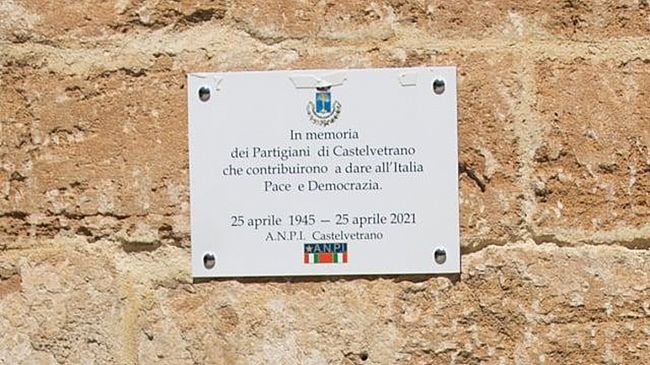 In memoria
dei Partigiani di Castelvetrano
che contribuirono a dare all'Italia
Pace e Democrazia.
25 aprile 1945 — 25 aprile 2021
A.N.P.I. Castelvetrano
A.N.P.I